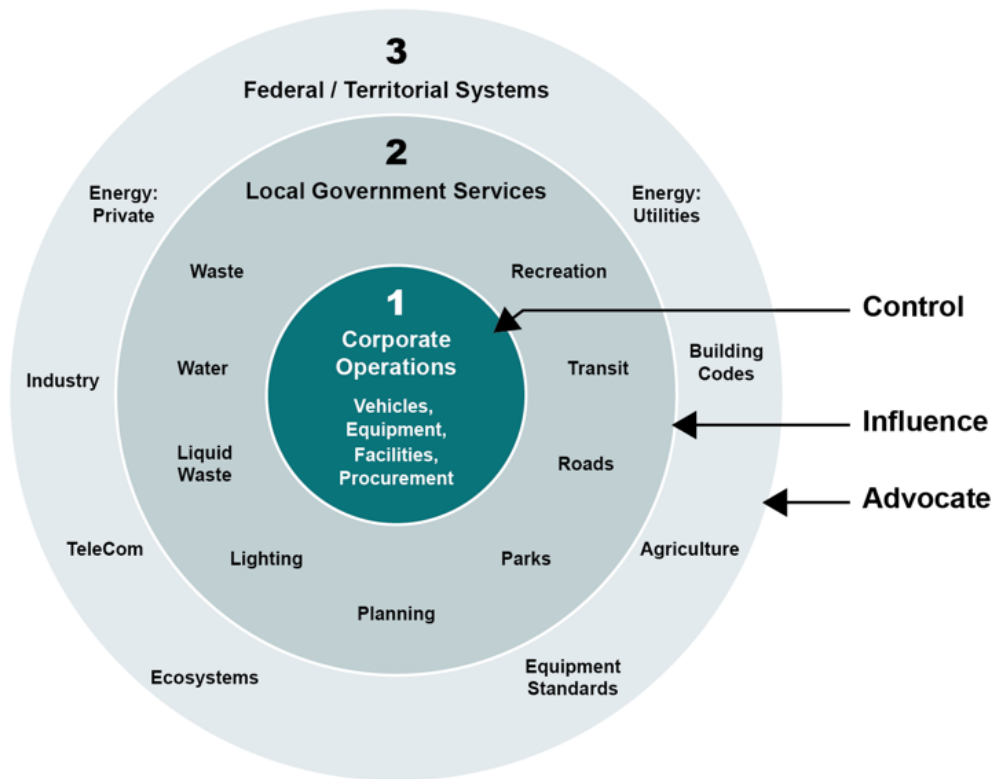 3
Federal / Territorial Systems
2
Local Government Services
Energy:
Private
Energy:
Utilities
Waste
Recreation
1
Corporate
Operations
Vehicles,
Equipment,
Facilities,
Procurement
Control
Water
Transit
Building
Codes
Industry
Influence
Liquid
Waste
Roads
Advocate
TeleCom
Lighting
Parks
Agriculture
Planning
Ecosystems
Equipment
Standards